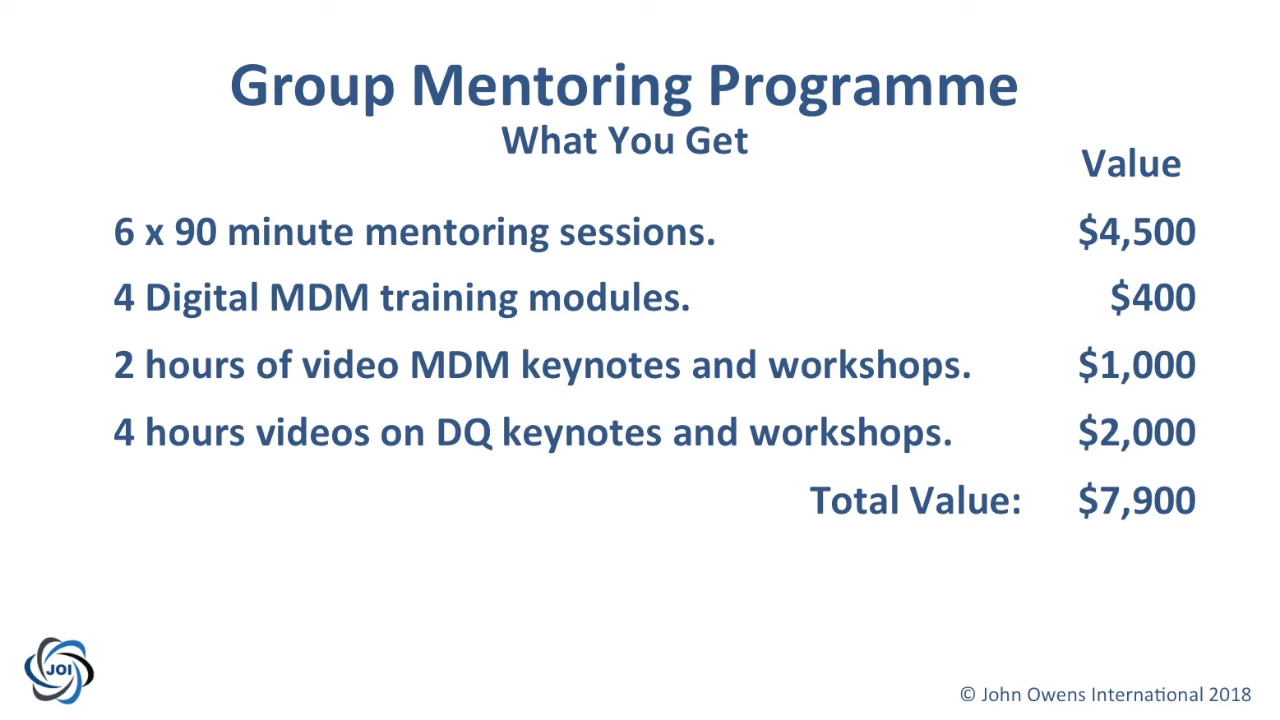 Group Mentoring Programme
What You Get
Value
6 x 90 minute mentoring sessions. $4,500
4 Digital MDM training modules. $400
2 hours of video MDM keynotes and workshops. $1,000
4 hours videos on DQ keynotes and workshops. $2,000
Total Value: $7,900
JOI
© John Owens International 2018